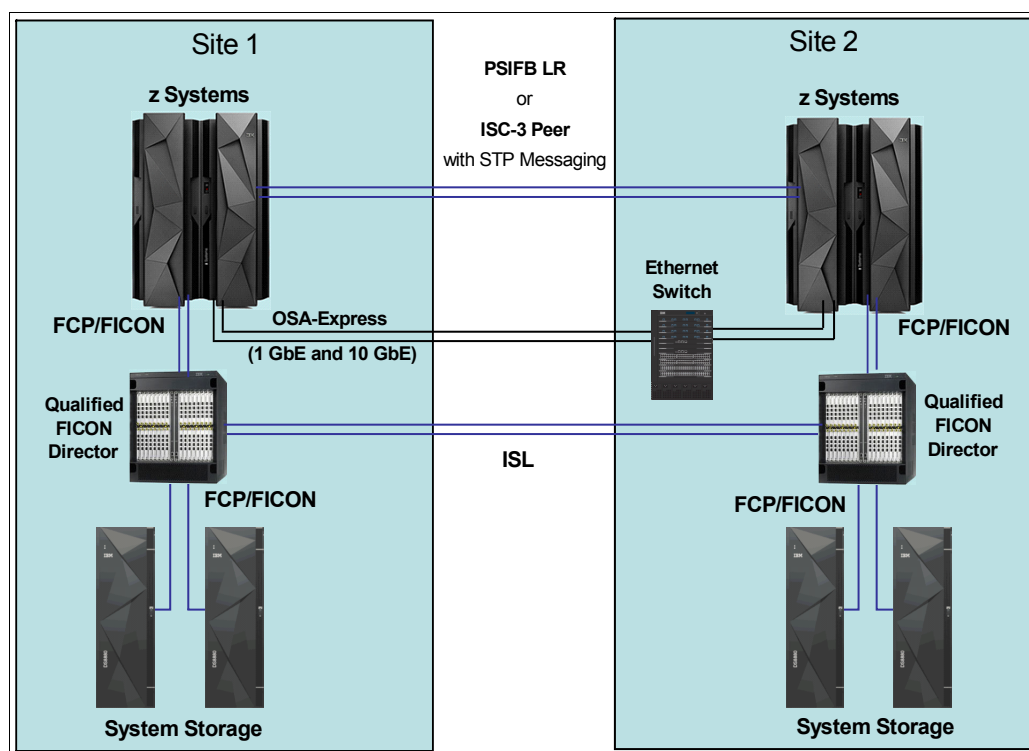 Site 1
Site 2
PSIFB LR
or
ISC-3 Peer
with STP Messaging
z Systems
z Systems
Ethernet
Switch
FCP/FICON
OSA-Express
(1 GbE and 10 GbE)
FCP/FICON
Qualified
FICON
Director
Qualified
FICON
Director
ISL
FCP/FICON
FCP/FICON
System Storage
System Storage